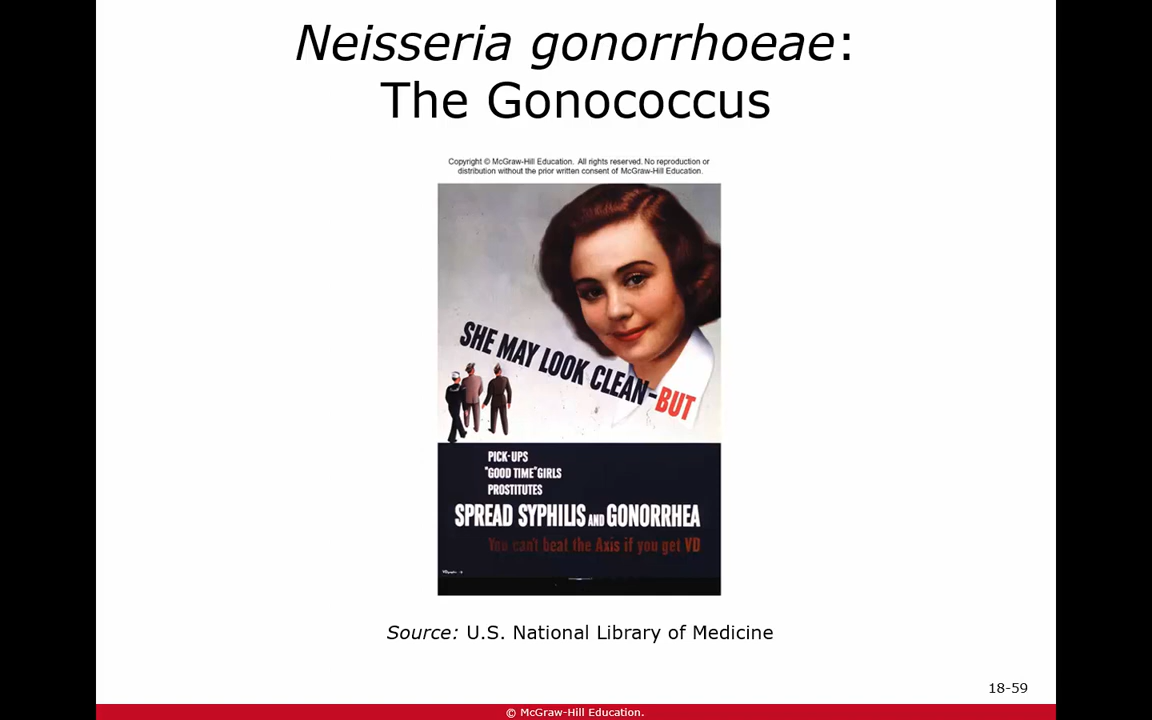 Neisseria gonorrhoeae:
The Gonococcus
Copyright © McGraw-Hill Education. All rights reserved. No reproduction or
distribution without the prior written consent of McGraw-Hill Education.
SHE MAY LOOK CLEAN-BUT
PICK-UPS
"GOOD TIME" GIRLS
PROSTITUTES
SPREAD SYPHILIS AND GONORRHEA
You can't beat the Axis if you get VD
Source: U.S. National Library of Medicine
18-59
© McGraw-Hill Education.